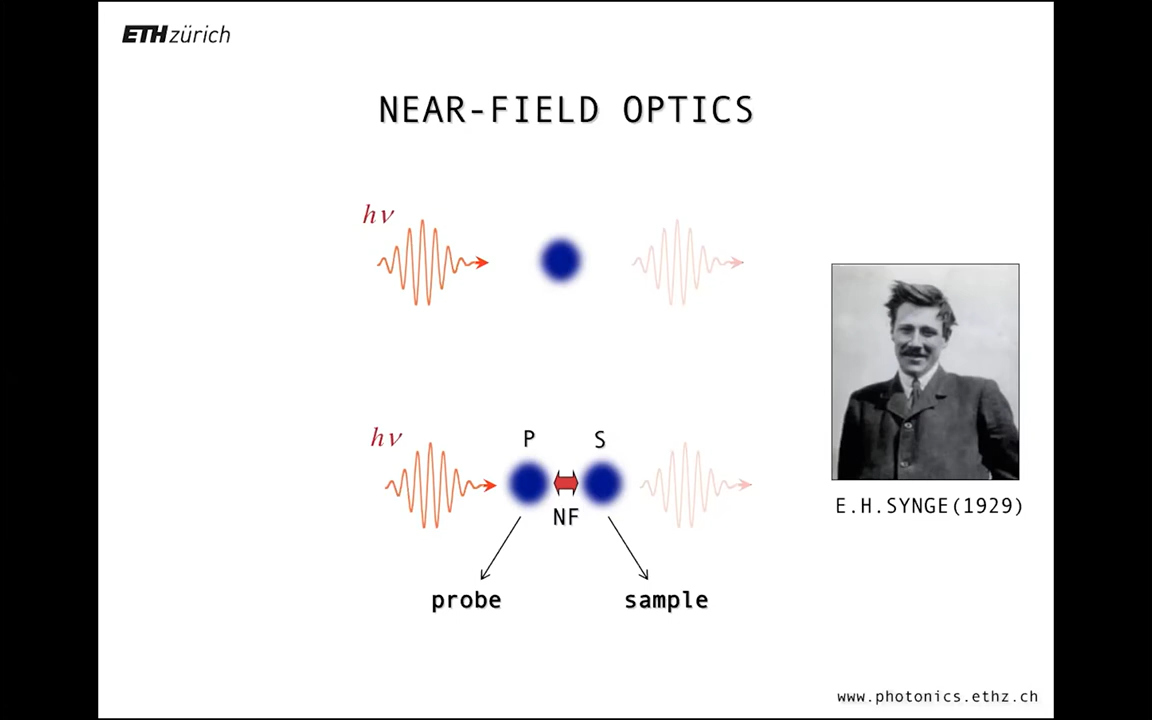 ETH zürich
NEAR-FIELD OPTICS
hν
hν
P
S
NF
E.H.SYNGE(1929)
probe
sample
www.photonics.ethz.ch